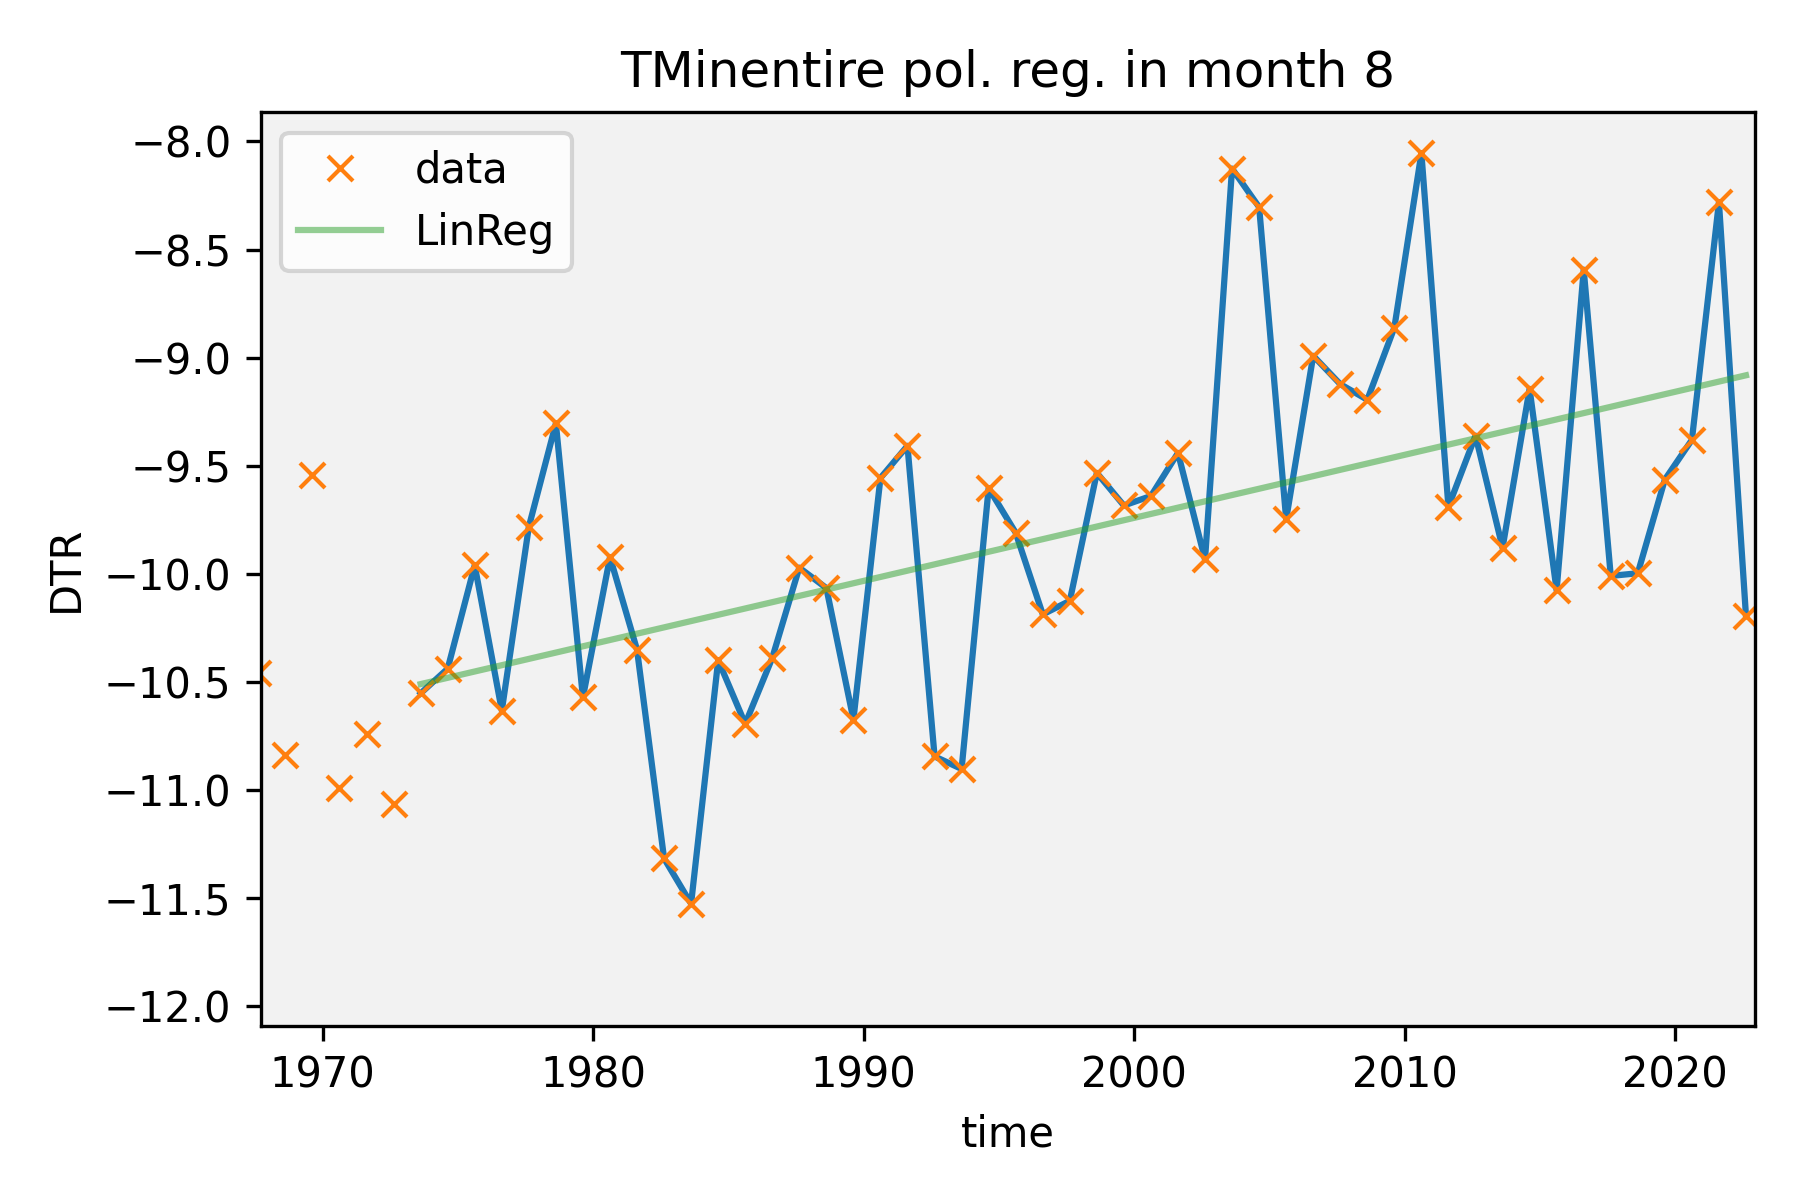 TMinentire pol. reg. in month 8
data
LinReg
−8.0
−8.5
−9.0
−9.5
−10.0
−10.5
−11.0
−11.5
−12.0
DTR
1970 1980 1990 2000 2010 2020
time